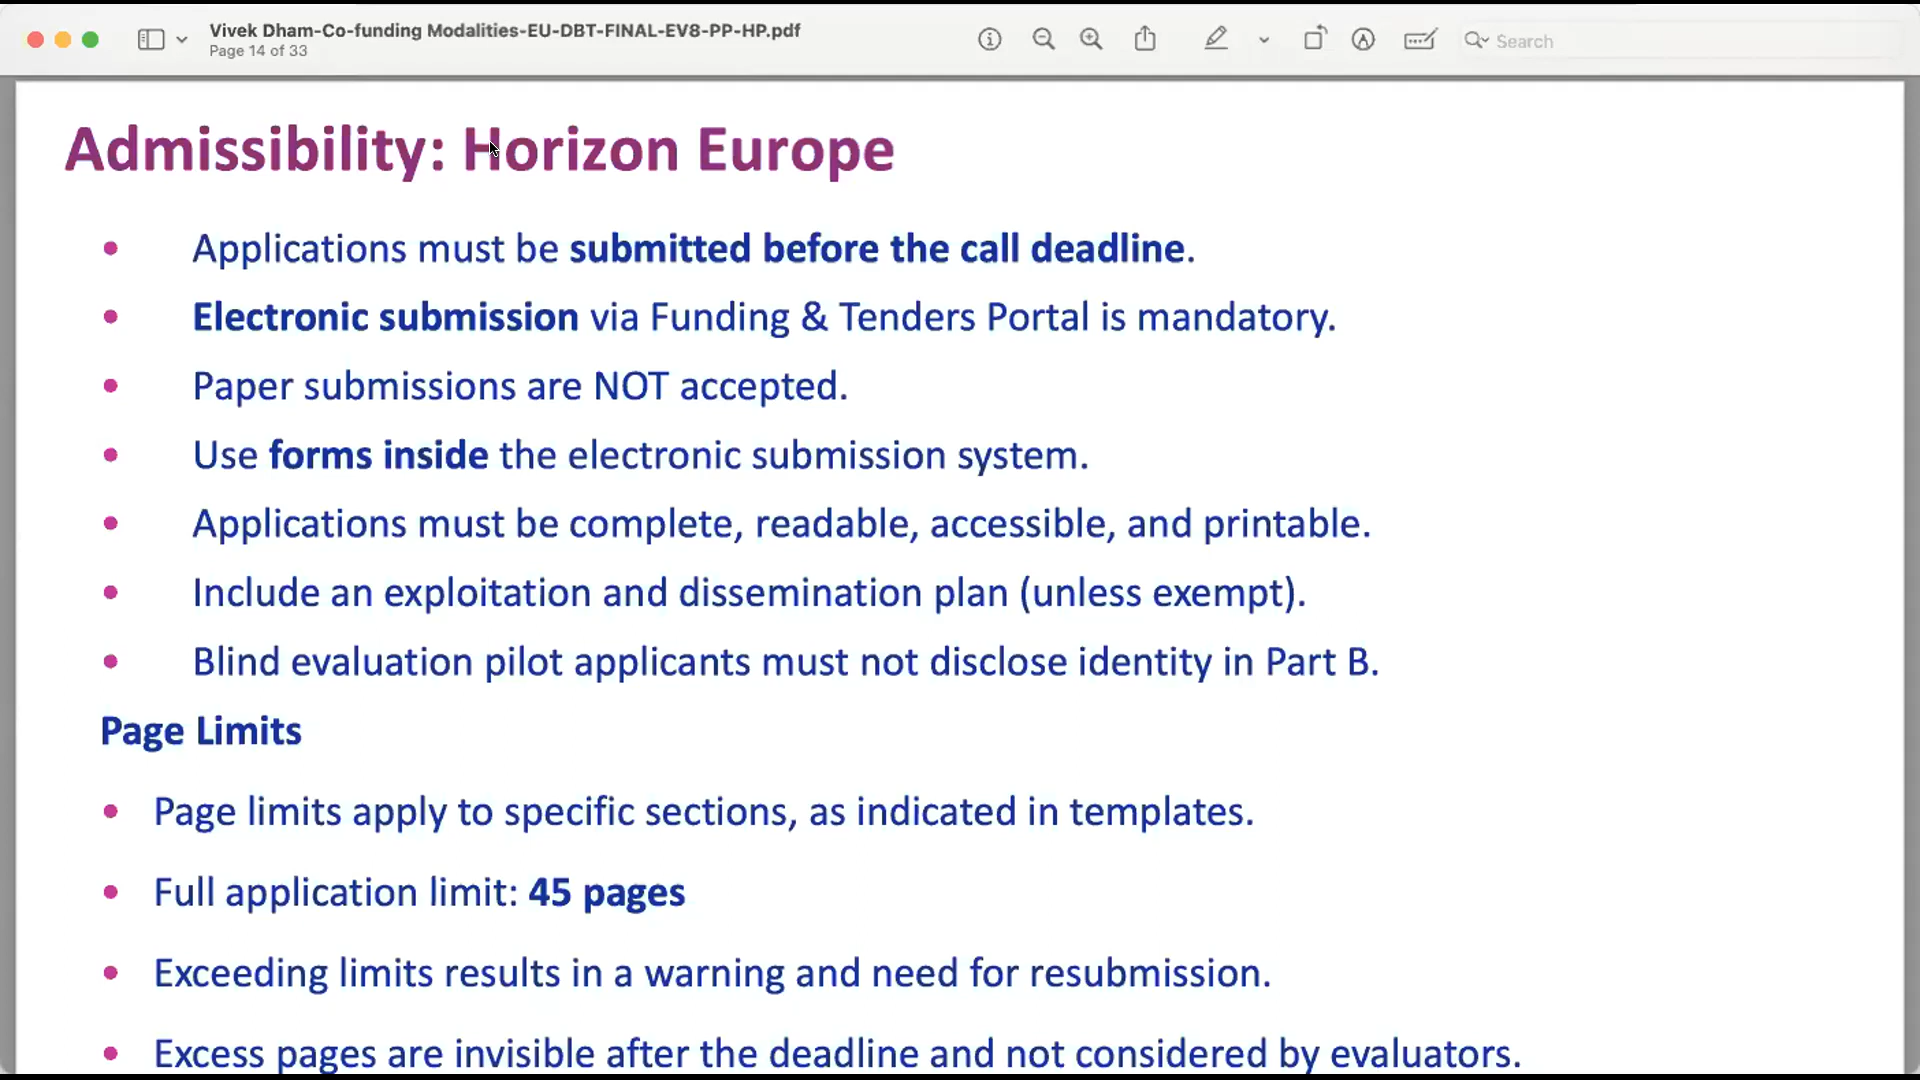 Vivek Dham-Co-funding Modalities-EU-DBT-FINAL-EV8-PP-HP.pdf
Page 14 of 33
Search
Admissibility: Horizon Europe
• Applications must be submitted before the call deadline.
• Electronic submission via Funding & Tenders Portal is mandatory.
• Paper submissions are NOT accepted.
• Use forms inside the electronic submission system.
• Applications must be complete, readable, accessible, and printable.
• Include an exploitation and dissemination plan (unless exempt).
• Blind evaluation pilot applicants must not disclose identity in Part B.
Page Limits
• Page limits apply to specific sections, as indicated in templates.
• Full application limit: 45 pages
• Exceeding limits results in a warning and need for resubmission.
• Excess pages are invisible after the deadline and not considered by evaluators.